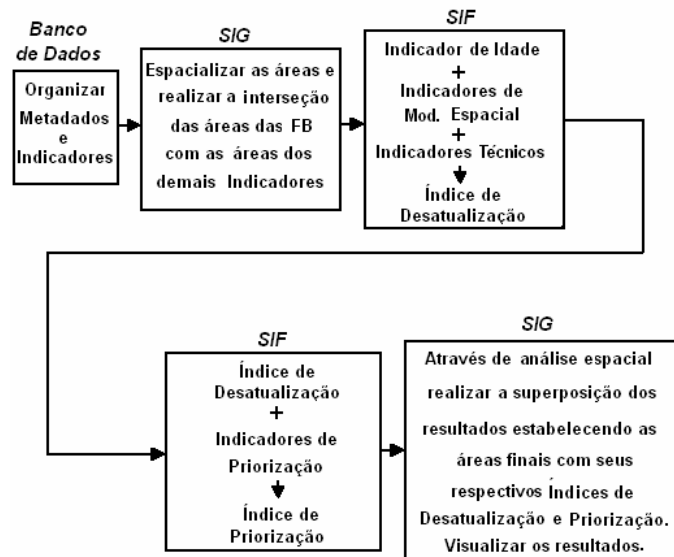 Banco
de Dados
Organizar
Metadados
e
Indicadores
SIG
Espacializar as áreas e
realizar a interseção
das áreas das FB
com as áreas dos
demais Indicadores
SIF
Indicador de Idade
+
Indicadores de
Mod. Espacial
+
Indicadores Técnicos
Índice de
Desatualização
SIF
Índice de
Desatualização
+
Indicadores de
Priorização
Índice de
Priorização
SIG
Através de análise espacial
realizar a superposição dos
resultados estabelecendo as
áreas finais com seus
respectivos Índices de
Desatualização e Priorização.
Visualizar os resultados.